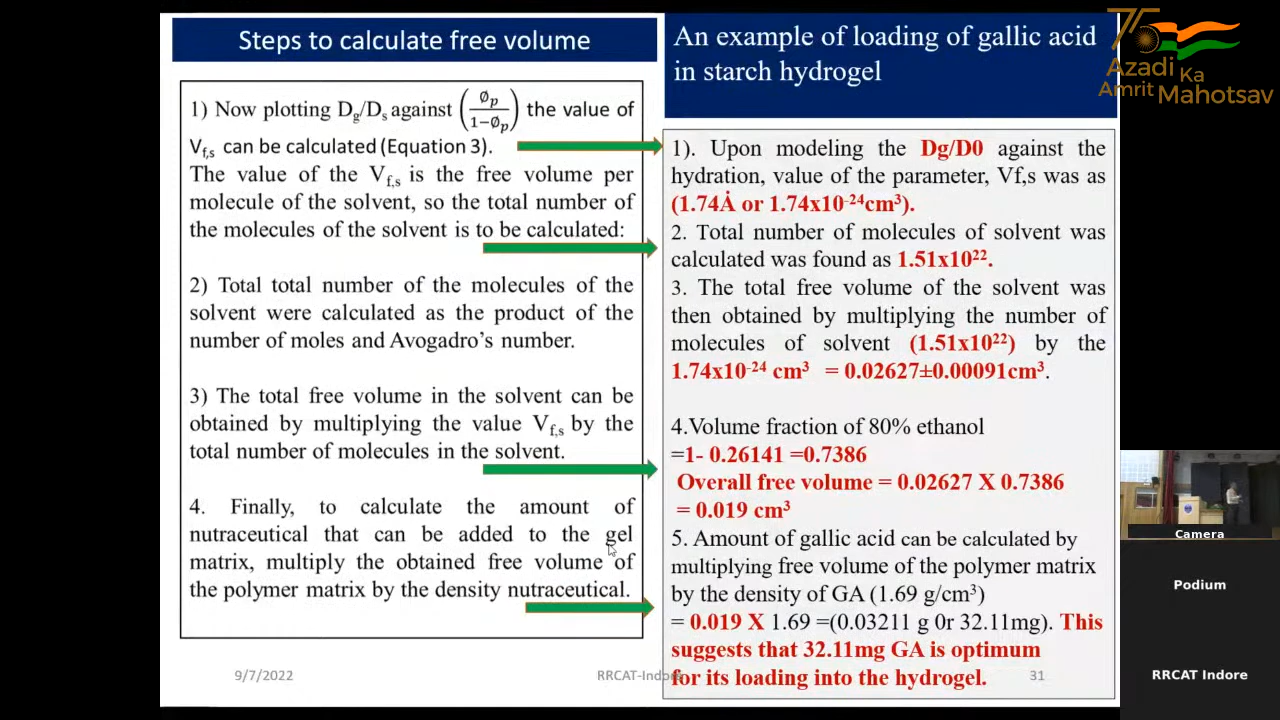 Steps to calculate free volume
1) Now plotting Dg/Ds against (Øp/1−Øp) the value of
Vf,s can be calculated (Equation 3).
The value of the Vf,s is the free volume per
molecule of the solvent, so the total number of
the molecules of the solvent is to be calculated:
2) Total total number of the molecules of the
solvent were calculated as the product of the
number of moles and Avogadro's number.
3) The total free volume in the solvent can be
obtained by multiplying the value Vf,s by the
total number of molecules in the solvent.
4. Finally, to calculate the amount of
nutraceutical that can be added to the gel
matrix, multiply the obtained free volume of
the polymer matrix by the density nutraceutical.
An example of loading of gallic acid
in starch hydrogel
1). Upon modeling the Dg/D0 against the
hydration, value of the parameter, Vf,s was as
(1.74Å or 1.74x10⁻²⁴cm³).
2. Total number of molecules of solvent was
calculated was found as 1.51x10²².
3. The total free volume of the solvent was
then obtained by multiplying the number of
molecules of solvent (1.51x10²²) by the
1.74x10⁻²⁴ cm³ = 0.02627±0.00091cm³.
4.Volume fraction of 80% ethanol
=1- 0.26141 =0.7386
Overall free volume = 0.02627 X 0.7386
= 0.019 cm³
5. Amount of gallic acid can be calculated by
multiplying free volume of the polymer matrix
by the density of GA (1.69 g/cm³)
= 0.019 X 1.69 =(0.03211 g 0r 32.11mg). This
suggests that 32.11mg GA is optimum
for its loading into the hydrogel.
9/7/2022
RRCAT-Indore
31
75
Azadi
Ka
Amrit Mahotsav
Camera
Podium
RRCAT Indore